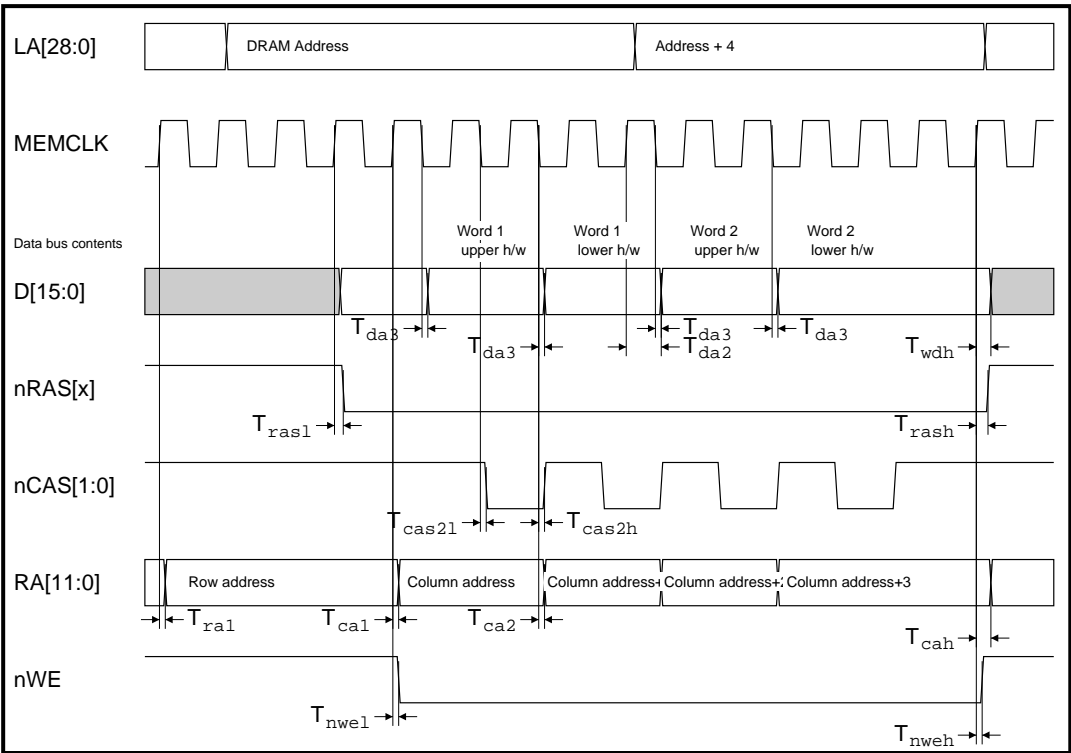 LA[28:0]
DRAM Address
Address + 4
MEMCLK
Data bus contents
Word 1
upper h/w
Word 1
lower h/w
Word 2
upper h/w
Word 2
lower h/w
D[15:0]
Tda3
Tda3
Tda3
Tda2
Tda3
Twdh
nRAS[x]
Trasl
Trash
nCAS[1:0]
Tcas2l
Tcas2h
RA[11:0]
Row address
Column address
Column address+
Column address+2
Column address+3
Tra1
Tca1
Tca2
Tcah
nWE
Tnwel
Tnweh